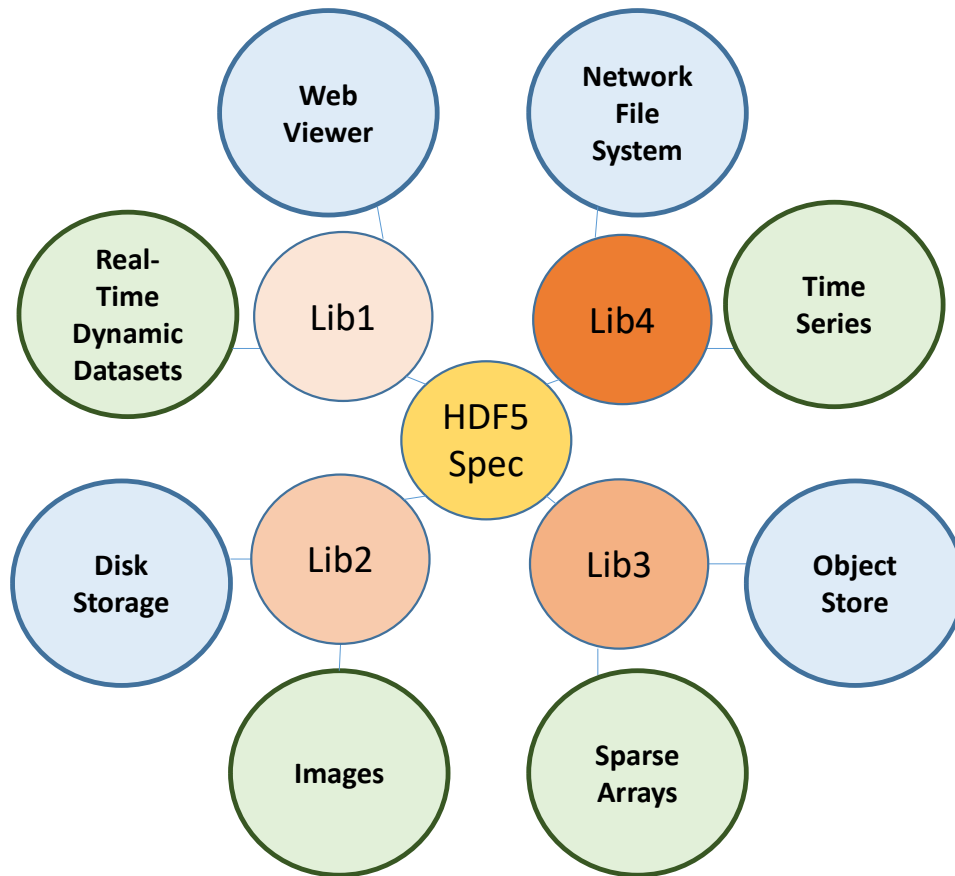 Web
Viewer
Network
File
System
Real-
Time
Dynamic
Datasets
Lib1
Lib4
Time
Series
HDF5
Spec
Disk
Storage
Lib2
Lib3
Object
Store
Images
Sparse
Arrays